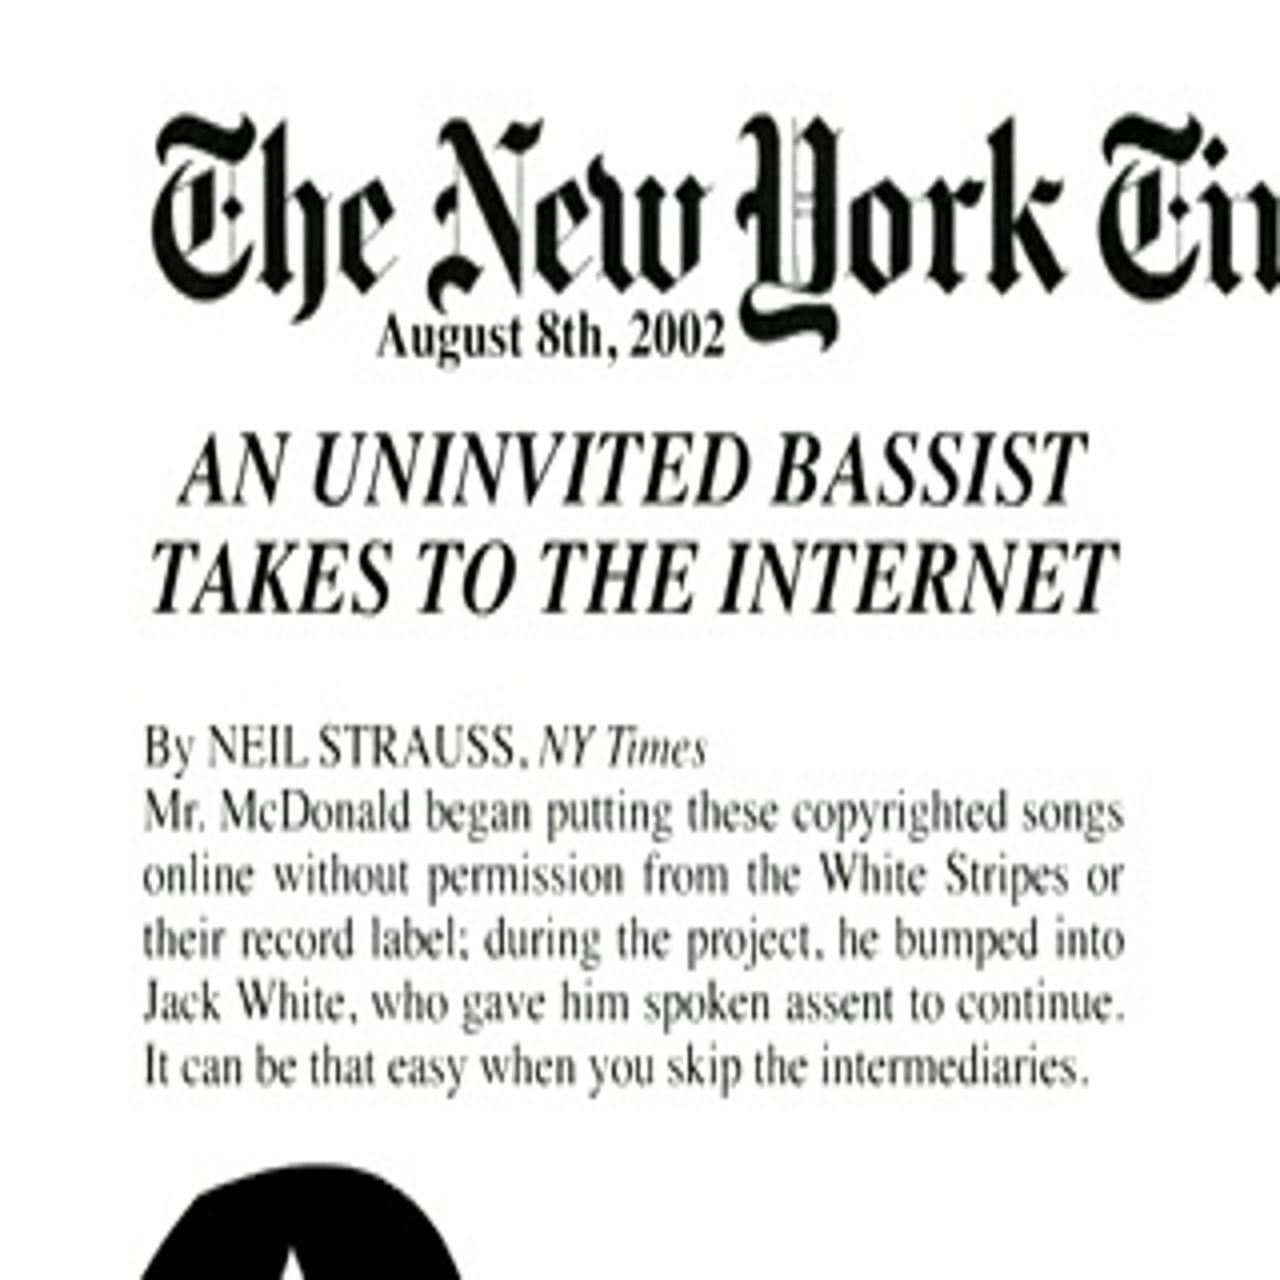 The New York Tim
August 8th, 2002
AN UNINVITED BASSIST
TAKES TO THE INTERNET
By NEIL STRAUSS, NY Times
Mr. McDonald began putting these copyrighted songs
online without permission from the White Stripes or
their record label; during the project, he bumped into
Jack White, who gave him spoken assent to continue.
It can be that easy when you skip the intermediaries.